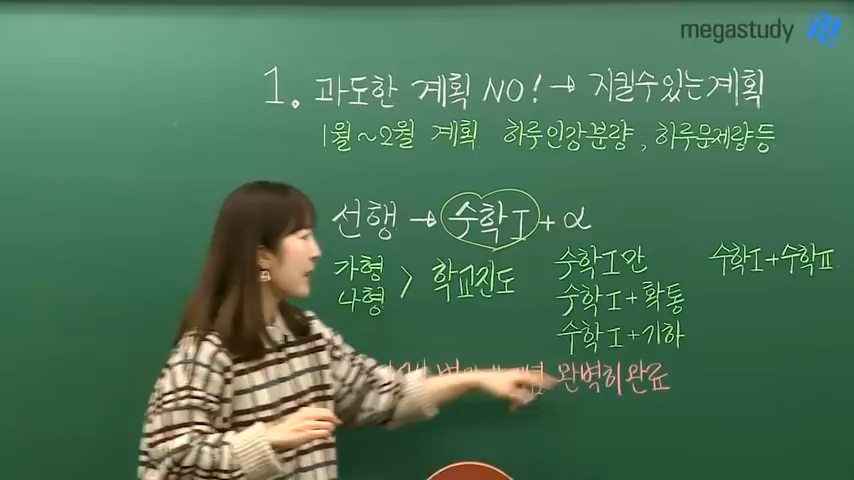 megastudy
1. 과도한 계획 NO! → 지킬수있는계획
1월~2월 계획 하루인강분량, 하루문제량등
선행 → 수학I + α
가형
나형 > 학교진도
수학I만
수학I + 확통
수학I + 기하
수학I + 수학II
완벽히완료